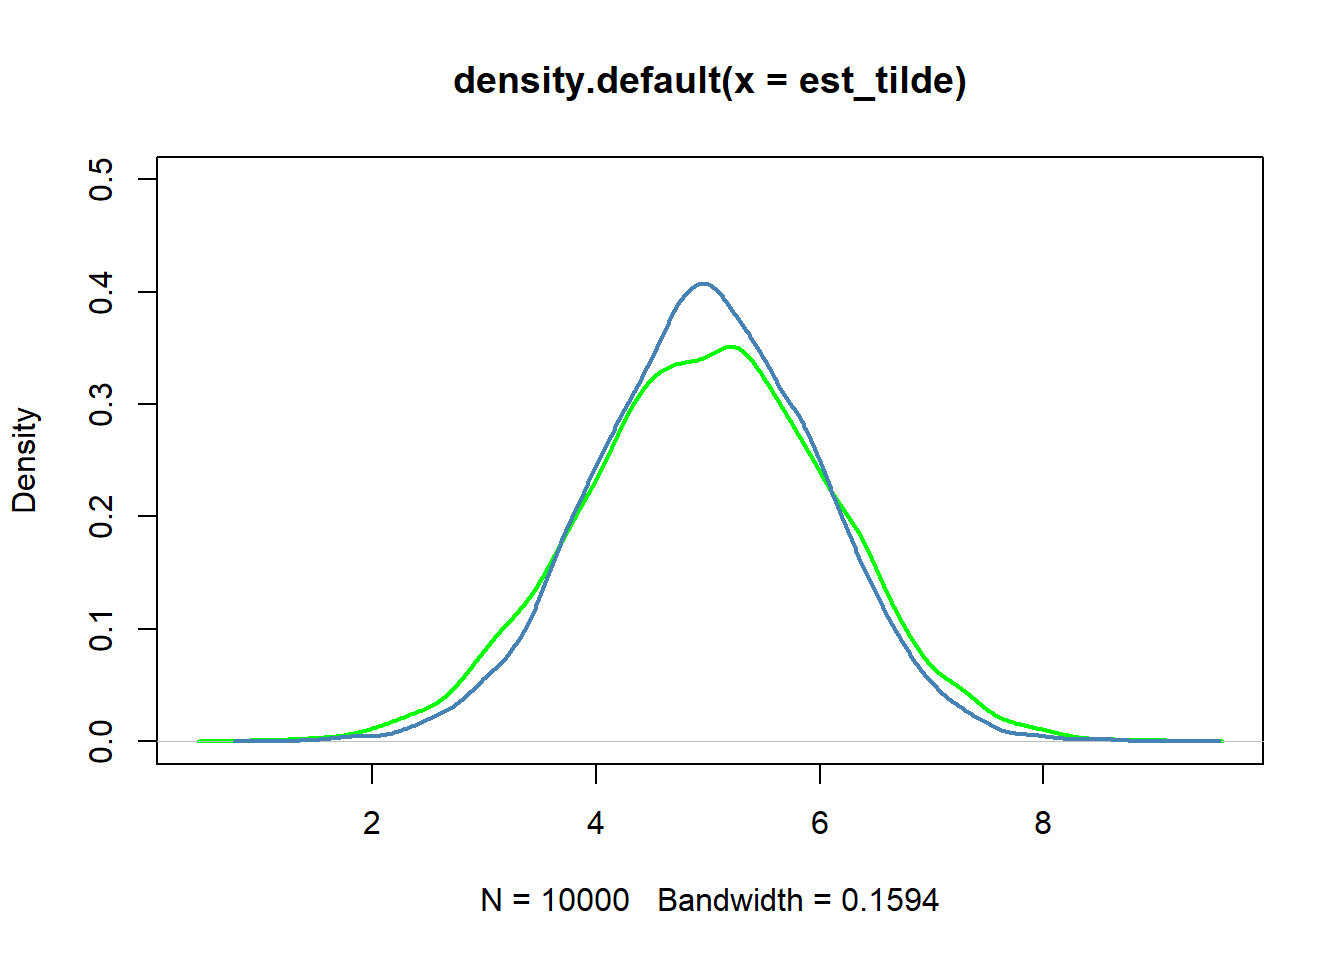 density.default(x = est_tilde)
Density
0.5
0.4
0.3
0.2
0.1
0.0
2 4 6 8
N = 10000 Bandwidth = 0.1594